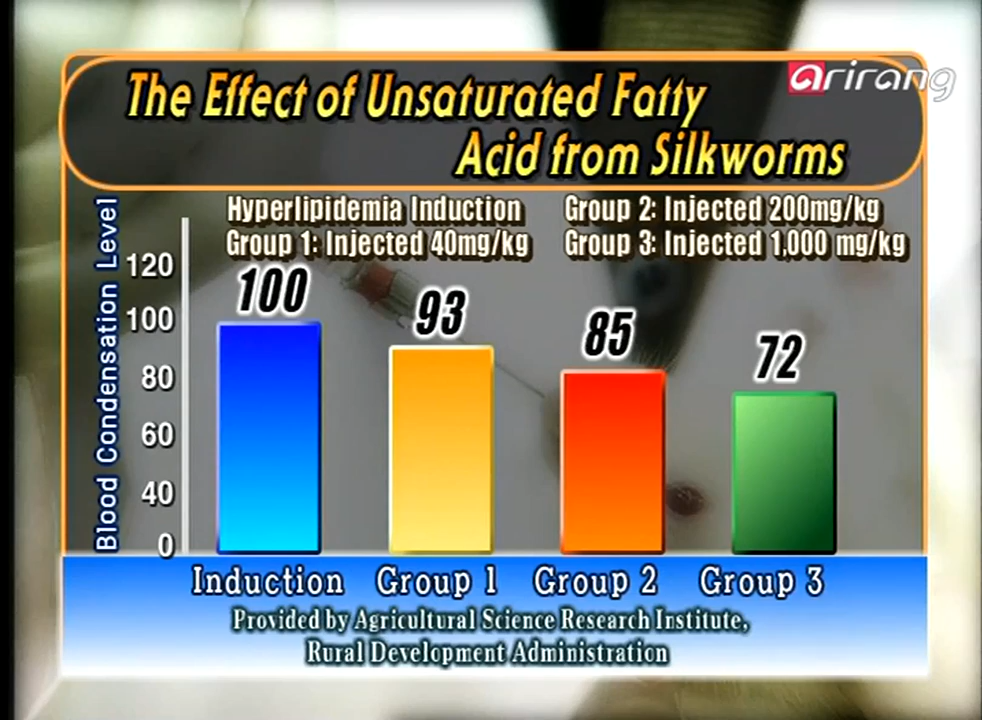 The Effect of Unsaturated Fatty
Acid from Silkworms
arirang
Hyperlipidemia Induction
Group 1: Injected 40mg/kg
Group 2: Injected 200mg/kg
Group 3: Injected 1,000 mg/kg
Blood Condensation Level
120
100
80
60
40
0
100
93
85
72
Induction
Group 1
Group 2
Group 3
Provided by Agricultural Science Research Institute,
Rural Development Administration